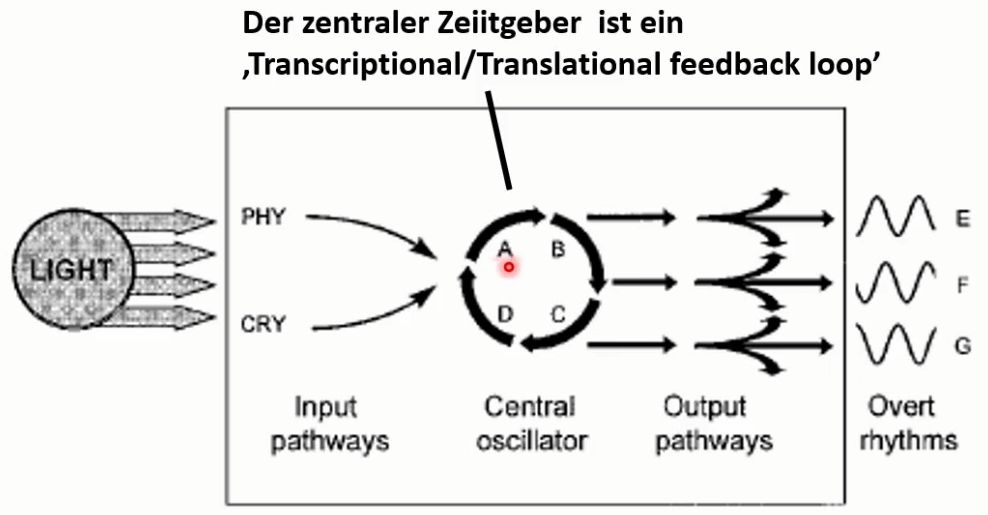 Der zentraler Zeiitgeber ist ein
‚Transcriptional/Translational feedback loop’
LIGHT
PHY
CRY
A
B
D
C
E
F
G
Input
pathways
Central
oscillator
Output
pathways
Overt
rhythms